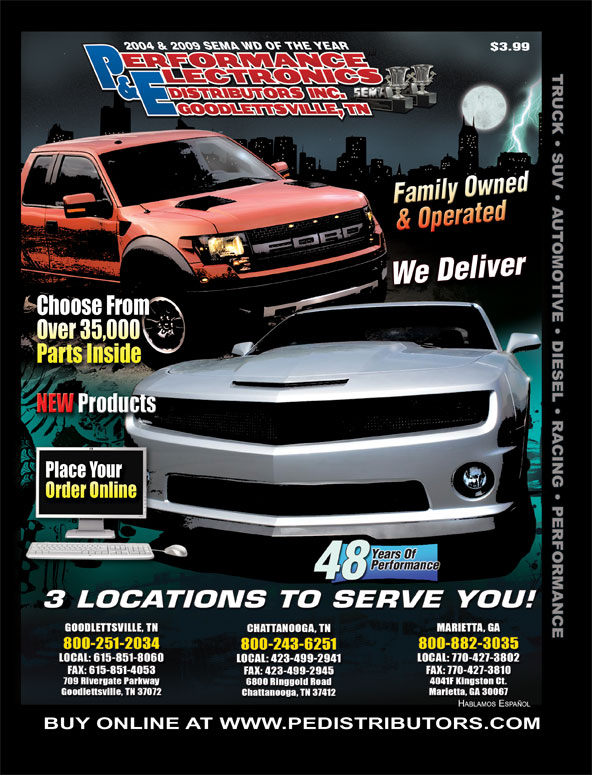 2004 & 2009 SEMA WD OF THE YEAR
$3.99
PERFORMANCE
& ELECTRONICS
DISTRIBUTORS INC.
GOODLETTSVILLE, TN
SEMA
TRUCK • SUV • AUTOMOTIVE • DIESEL • RACING • PERFORMANCE
Family Owned
& Operated
FORD
We Deliver
Choose From
Over 35,000
Parts Inside
NEW Products
Place Your
Order Online
48 Years Of
Performance
3 LOCATIONS TO SERVE YOU!
GOODLETTSVILLE, TN
800-251-2034
LOCAL: 615-851-8060
FAX: 615-851-4053
709 Rivergate Parkway
Goodlettsville, TN 37072
CHATTANOOGA, TN
800-243-6251
LOCAL: 423-499-2941
FAX: 423-499-2945
6800 Ringgold Road
Chattanooga, TN 37412
MARIETTA, GA
800-882-3035
LOCAL: 770-427-3802
FAX: 770-427-3810
4041F Kingston Ct.
Marietta, GA 30067
HABLAMOS ESPAÑOL
BUY ONLINE AT WWW.PEDISTRIBUTORS.COM